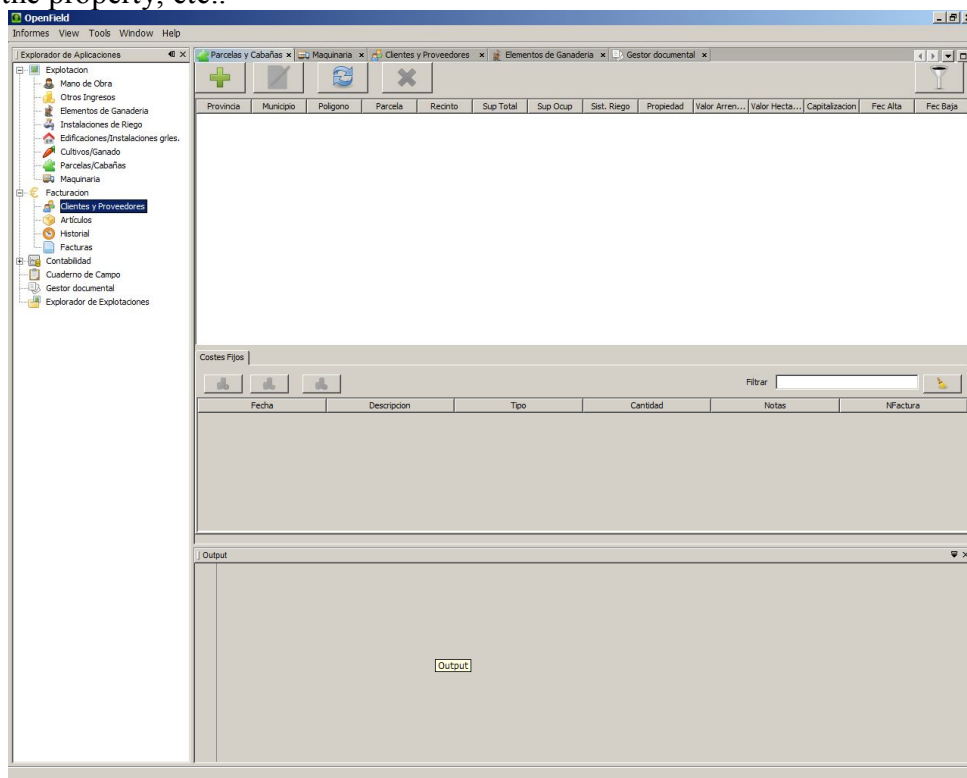 the property, etc..
OpenField
Informes View Tools Window Help
Explorador de Aplicaciones
Explotacion
Mano de Obra
Otros Ingresos
Elementos de Ganaderia
Instalaciones de Riego
Edificaciones/Instalaciones grles.
Cultivos/Ganado
Parcelas/Cabañas
Maquinaria
Facturacion
Clientes y Proveedores
Artículos
Historial
Facturas
Contabilidad
Cuaderno de Campo
Gestor documental
Explorador de Explotaciones
Parcelas y Cabañas Maquinaria Clientes y Proveedores Elementos de Ganaderia Gestor documental
Provincia Municipio Poligono Parcela Recinto Sup Total Sup Ocup Sist. Riego Propiedad Valor Arren... Valor Hecta... Capitalizacion Fec Alta Fec Baja
Costes Fijos
Filtrar
Fecha Descripcion Tipo Cantidad Notas NFactura
Output
Output